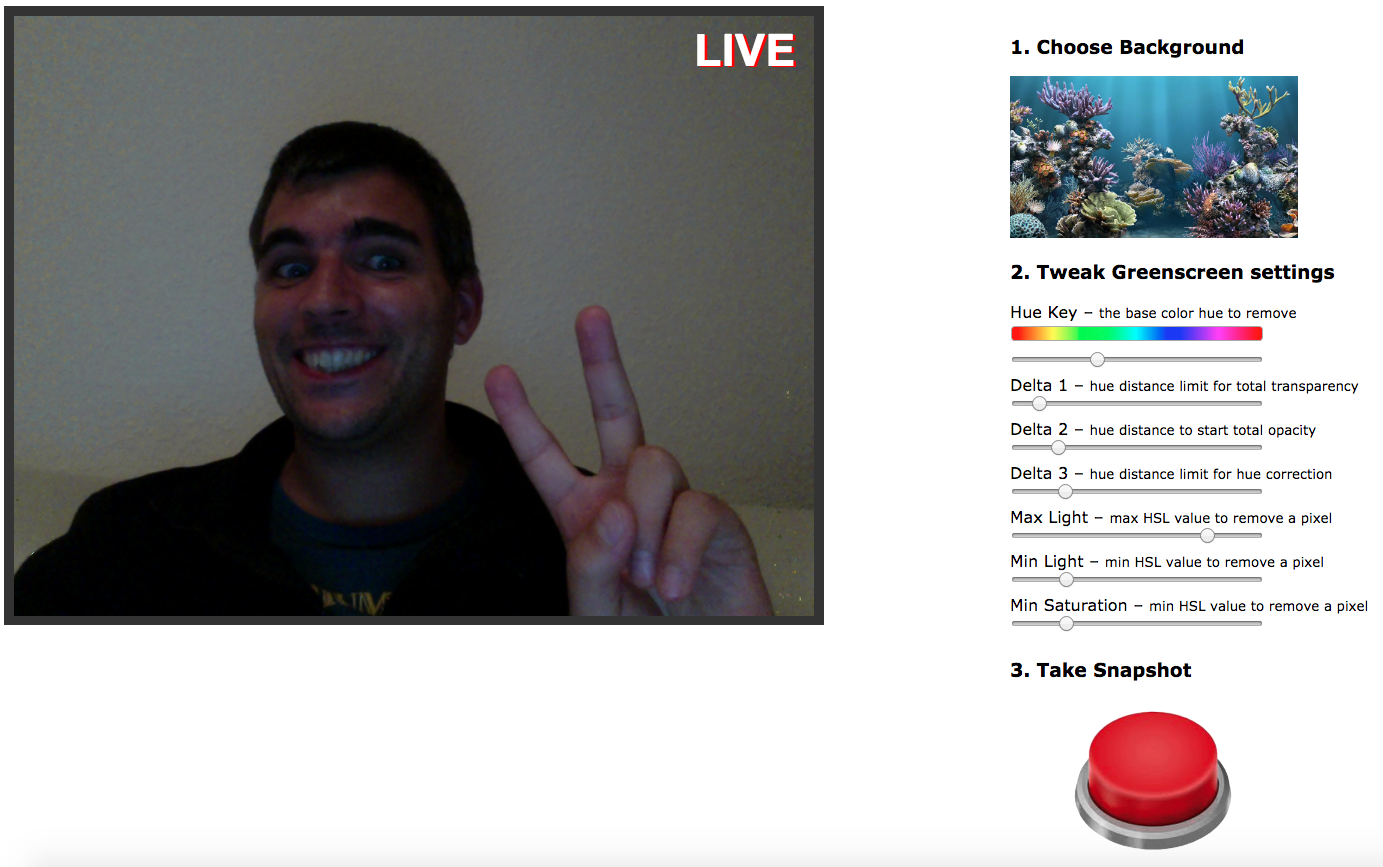 LIVE
1. Choose Background
2. Tweak Greenscreen settings
Hue Key – the base color hue to remove
Delta 1 – hue distance limit for total transparency
Delta 2 – hue distance to start total opacity
Delta 3 – hue distance limit for hue correction
Max Light – max HSL value to remove a pixel
Min Light – min HSL value to remove a pixel
Min Saturation – min HSL value to remove a pixel
3. Take Snapshot